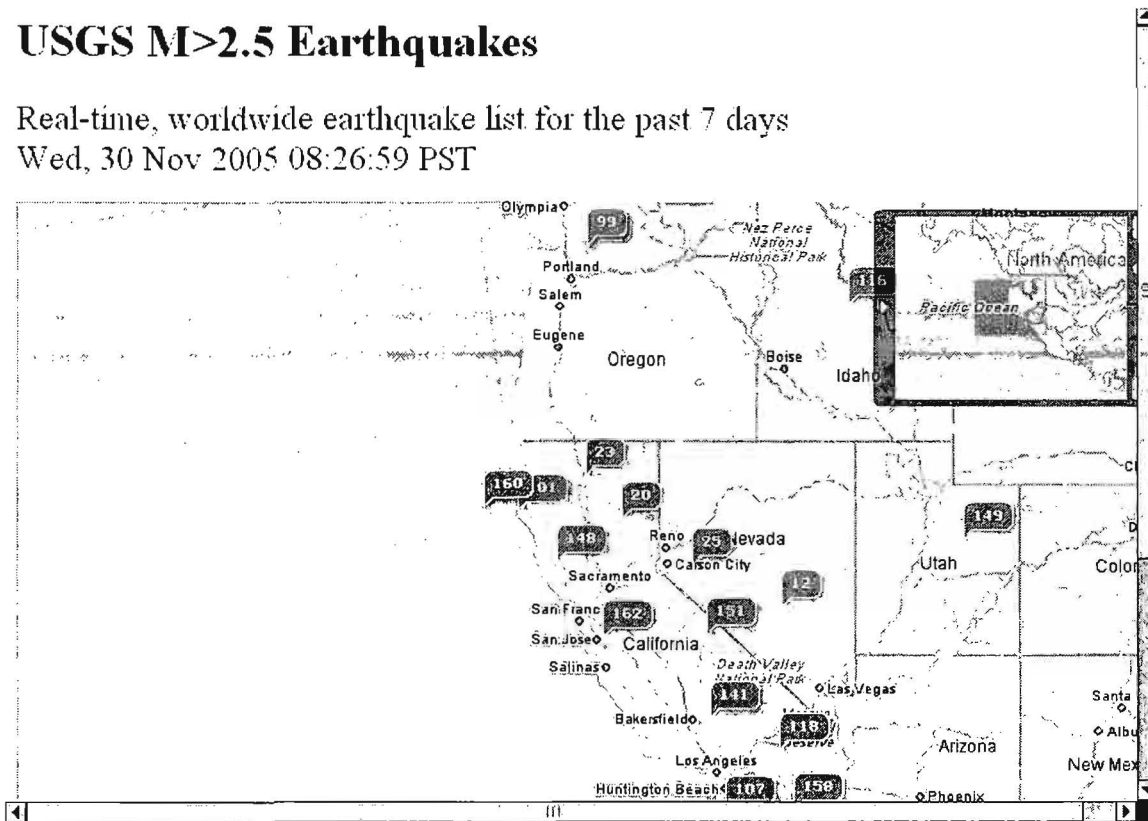 USGS M>2.5 Earthquakes
Real-time, worldwide earthquake list for the past 7 days
Wed, 30 Nov 2005 08:26:59 PST
Olympia
99
Nez Perce
National
Historical Park
North America
Portland
116
Salem
Pacific Ocean
Eugene
Oregon
Boise
Idaho
23
160
61
20
149
148
Reno
25
Nevada
Carson City
Utah
Color
Sacramento
12
San Franc
162
151
San Jose
California
Salinas
Death Valley
National Park
141
Las Vegas
Santa
Bakersfield
118
Albu
Arizona
Los Angeles
New Mex
Huntington Beach
107
Phoenix